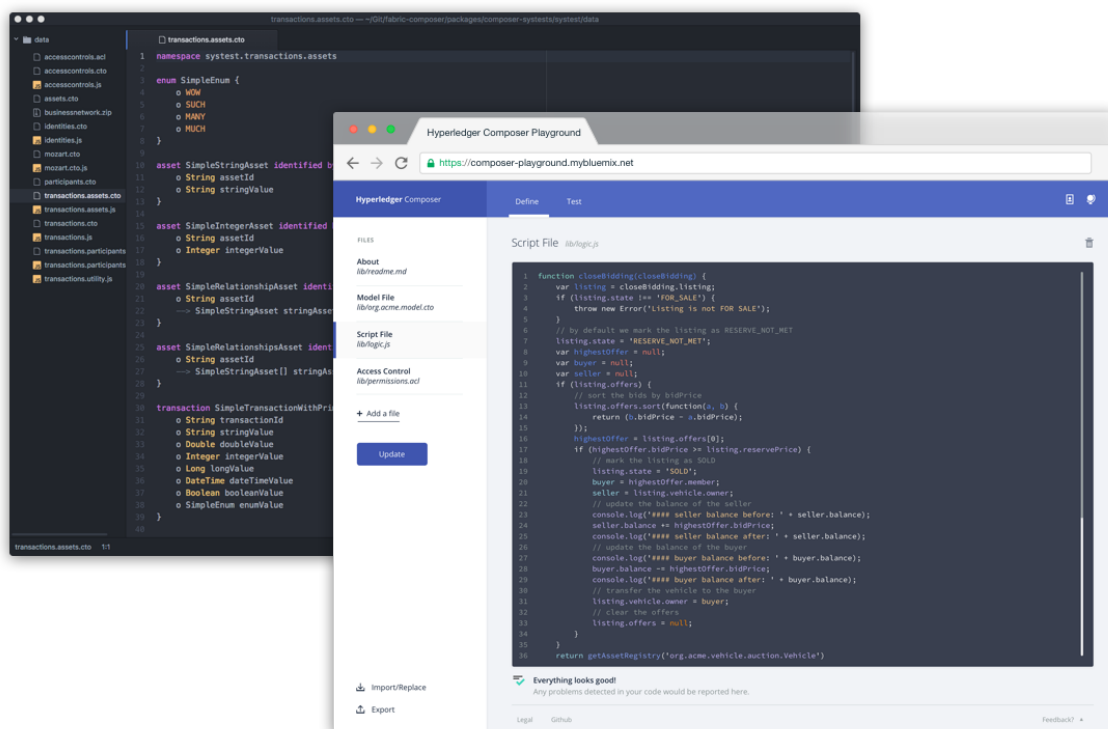 transactions.assets.cto — ~/Git/fabric-composer/packages/composer-systests/systest/data
data
accesscontrols.acl
accesscontrols.cto
accesscontrols.js
assets.cto
businessnetwork.zip
identities.cto
identities.js
mozart.cto
mozart.cto.js
participants.cto
transactions.assets.cto
transactions.assets.js
transactions.cto
transactions.js
transactions.participants
transactions.participants
transactions.utility.js
transactions.assets.cto
1 namespace systest.transactions.assets
2
3 enum SimpleEnum {
4 o WOW
5 o SUCH
6 o MANY
7 o MUCH
8 }
9
10 asset SimpleStringAsset identified by
11 o String assetId
12 o String stringValue
13 }
14
15 asset SimpleIntegerAsset identified
16 o String assetId
17 o Integer integerValue
18 }
19
20 asset SimpleRelationshipAsset identi
21 o String assetId
22 --> SimpleStringAsset stringAsse
23 }
24
25 asset SimpleRelationshipsAsset ident
26 o String assetId
27 --> SimpleStringAsset[] stringAs
28 }
29
30 transaction SimpleTransactionWithPri
31 o String transactionId
32 o String stringValue
33 o Double doubleValue
34 o Integer integerValue
35 o Long longValue
36 o DateTime dateTimeValue
37 o Boolean booleanValue
38 o SimpleEnum enumValue
39 }
40
transactions.assets.cto 1:1
Hyperledger Composer Playground
https://composer-playground.mybluemix.net
Hyperledger Composer
Define Test
FILES
About
lib/readme.md
Model File
lib/org.acme.model.cto
Script File
lib/logic.js
Access Control
lib/permissions.acl
+ Add a file
Update
Import/Replace
Export
Script File lib/logic.js
1 function closeBidding(closeBidding) {
2 var listing = closeBidding.listing;
3 if (listing.state !== 'FOR_SALE') {
4 throw new Error('Listing is not FOR SALE');
5 }
6 // by default we mark the listing as RESERVE_NOT_MET
7 listing.state = 'RESERVE_NOT_MET';
8 var highestOffer = null;
9 var buyer = null;
10 var seller = null;
11 if (listing.offers) {
12 // sort the bids by bidPrice
13 listing.offers.sort(function(a, b) {
14 return (b.bidPrice - a.bidPrice);
15 });
16 highestOffer = listing.offers[0];
17 if (highestOffer.bidPrice >= listing.reservePrice) {
18 // mark the listing as SOLD
19 listing.state = 'SOLD';
20 buyer = highestOffer.member;
21 seller = listing.vehicle.owner;
22 // update the balance of the seller
23 console.log('#### seller balance before: ' + seller.balance);
24 seller.balance += highestOffer.bidPrice;
25 console.log('#### seller balance after: ' + seller.balance);
26 // update the balance of the buyer
27 console.log('#### buyer balance before: ' + buyer.balance);
28 buyer.balance -= highestOffer.bidPrice;
29 console.log('#### buyer balance after: ' + buyer.balance);
30 // transfer the vehicle to the buyer
31 listing.vehicle.owner = buyer;
32 // clear the offers
33 listing.offers = null;
34 }
35 }
36 return getAssetRegistry('org.acme.vehicle.auction.Vehicle')
Everything looks good!
Any problems detected in your code would be reported here.
Legal Github Feedback?